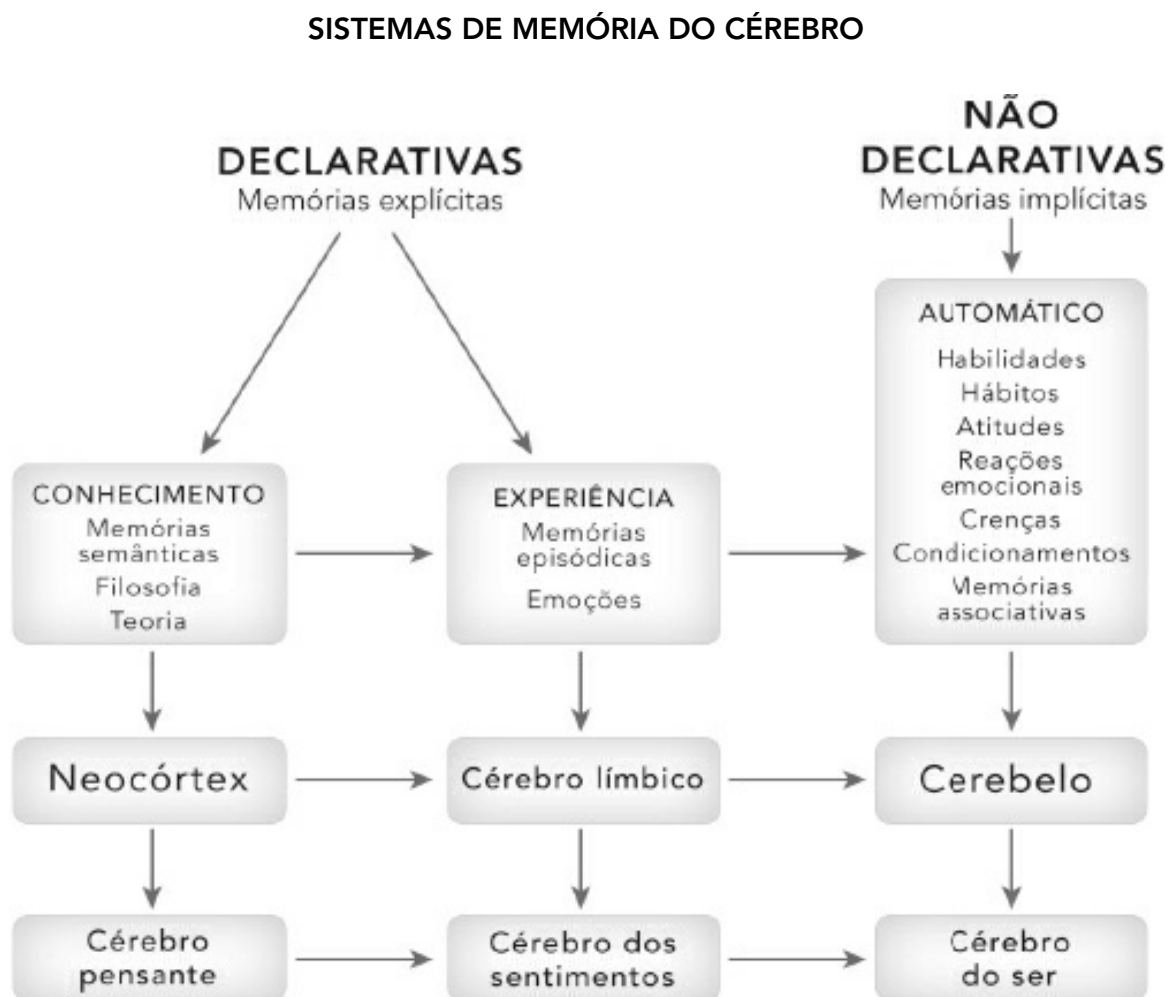 SISTEMAS DE MEMÓRIA DO CÉREBRO
DECLARATIVAS
Memórias explícitas
NÃO
DECLARATIVAS
Memórias implícitas
CONHECIMENTO
Memórias
semânticas
Filosofia
Teoria
EXPERIÊNCIA
Memórias
episódicas
Emoções
AUTOMÁTICO
Habilidades
Hábitos
Atitudes
Reações
emocionais
Crenças
Condicionamentos
Memórias
associativas
Neocórtex
Cérebro límbico
Cerebelo
Cérebro
pensante
Cérebro dos
sentimentos
Cérebro
do ser